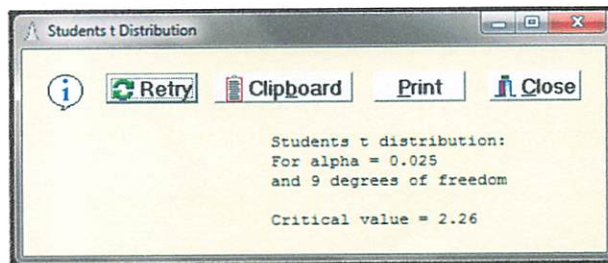 Students t Distribution
Retry Clipboard Print Close
Students t distribution:
For alpha = 0.025
and 9 degrees of freedom
Critical value = 2.26